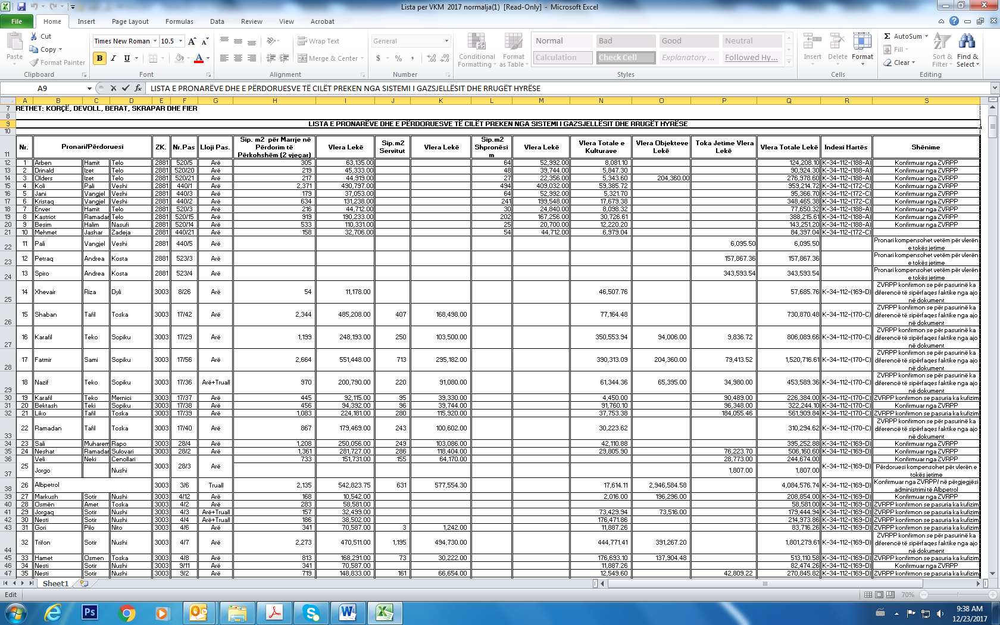 Lista per VKM 2017 normalja(1) [Read-Only] - Microsoft Excel
File Home Insert Page Layout Formulas Data Review View Acrobat
Cut
Copy
Format Painter
Paste
Clipboard
Times New Roman 10.5
B I U
Font
Wrap Text
Merge & Center
Alignment
General
$ % ,
Number
Conditional Formatting
Format as Table
Normal Bad Good Neutral
Calculation Check Cell Explanatory ... Followed Hy...
Styles
Insert Delete Format
Cells
AutoSum
Fill
Clear
Sort & Filter
Find & Select
Editing
A9 fx LISTA E PRONARËVE DHE E PËRDORUESVE TË CILËT PREKEN NGA SISTEMI I GAZSJELLËSIT DHE RRUGËT HYRËSE
A B C D E F G H I J K L M N O P Q R S
7 RETHET: KORÇË, DEVOLL, BERAT, SKRAPAR DHE FIER
8
9 LISTA E PRONARËVE DHE E PËRDORUESVE TË CILËT PREKEN NGA SISTEMI I GAZSJELLËSIT DHE RRUGËT HYRËSE
10
11 Nr. Pronari/Përdoruesi ZK. Nr.Pas Lloji Pas. Sip. m2 për Marrje në Përdorim të Përkohshëm (2 vjeçar) Vlera Lekë Sip.m2 Servitut Vlera Lekë Sip.m2 Shpronësim Vlera Lekë Vlera Totale e Kulturave Vlera Objekteve Lekë Toka Jetime Vlera Lekë Vlera Totale Lekë Indexi Hartës Shënime
12 1 Arben Hamit Telo 2881 520/5 Arë 305 63,135.00 64 52,992.00 8,081.10 124,208.10 K-34-112-(188-A) Konfirmuar nga ZVRPP
13 2 Drinald Izet Telo 2881 520/20 Arë 219 45,333.00 48 39,744.00 5,847.30 90,924.30 K-34-112-(188-A) Konfirmuar nga ZVRPP
14 3 Olders Izet Telo 2881 520/21 Arë 217 44,919.00 27 22,356.00 5,343.60 204,360.00 276,978.60 K-34-112-(188-A) Konfirmuar nga ZVRPP
15 4 Koli Pali Veshi 2881 440/1 Arë 2,371 490,797.00 494 409,032.00 59,385.72 959,214.72 K-34-112-(172-C) Konfirmuar nga ZVRPP
16 5 Jani Vangjel Veshi 2881 440/3 Arë 179 37,053.00 64 52,992.00 5,321.70 95,366.70 K-34-112-(172-C) Konfirmuar nga ZVRPP
17 6 Kristaq Vangjel Veshi 2881 440/2 Arë 634 131,238.00 241 199,548.00 17,679.38 348,465.38 K-34-112-(172-C) Konfirmuar nga ZVRPP
18 7 Enver Hamit Telo 2881 520/3 Arë 216 44,712.00 30 24,840.00 8,098.32 77,650.32 K-34-112-(188-A) Konfirmuar nga ZVRPP
19 8 Kastriot Ramadan Telo 2881 520/15 Arë 919 190,233.00 202 167,256.00 30,726.61 388,215.61 K-34-112-(188-A) Konfirmuar nga ZVRPP
20 9 Besim Halim Nasufi 2881 520/14 Arë 533 110,331.00 25 20,700.00 12,220.20 143,251.20 K-34-112-(188-A) Konfirmuar nga ZVRPP
21 10 Mehmet Jashar Zadeja 2881 440/21 Arë 158 32,706.00 54 44,712.00 6,979.04 84,397.04 K-34-112-(172-C)
22 11 Pali Vangjel Veshi 2881 440/5 Arë 6,095.50 6,095.50 Pronari kompensohet vetëm për vlerën e tokës jetime
23 12 Petraq Andrea Kosta 2881 523/3 Arë 157,867.36 157,867.36 Pronari kompensohet vetëm për vlerën e tokës jetime
24 13 Spiro Andrea Kosta 2881 523/4 Arë 343,593.54 343,593.54 Pronari kompensohet vetëm për vlerën e tokës jetime
25 14 Xhevair Riza Dyli 3003 8/26 Arë 54 11,178.00 46,507.76 57,685.76 K-34-112-(169-D) ZVRPP konfirmon se për pasurinë ka diferencë të sipërfaqes faktike nga ajo në dokument
26 15 Shaban Tafil Toska 3003 17/42 Arë 2,344 485,208.00 407 168,498.00 77,164.48 730,870.48 K-34-112-(170-C) ZVRPP konfirmon se për pasurinë ka diferencë të sipërfaqes faktike nga ajo në dokument
27 16 Karafil Teko Sopiku 3003 17/29 Arë 1,199 248,193.00 250 103,500.00 350,553.94 94,006.00 9,836.72 806,089.66 K-34-112-(170-C) ZVRPP konfirmon se për pasurinë ka diferencë të sipërfaqes faktike nga ajo në dokument
28 17 Fatmir Sami Sopiku 3003 17/56 Arë 2,664 551,448.00 713 295,182.00 390,313.09 204,360.00 79,413.52 1,520,716.61 K-34-112-(170-C) ZVRPP konfirmon se për pasurinë ka diferencë të sipërfaqes faktike nga ajo në dokument
29 18 Nazif Teko Sopiku 3003 17/36 Arë+Truall 970 200,790.00 220 91,080.00 61,344.36 65,395.00 34,980.00 453,589.36 K-34-112-(170-C) ZVRPP konfirmon se për pasurinë ka diferencë të sipërfaqes faktike nga ajo në dokument
30 19 Karafil Teko Mernici 3003 17/37 Arë 445 92,115.00 95 39,330.00 4,450.00 90,489.00 226,384.00 K-34-112-(170-C) ZVRPP konfirmon se pasuria ka kufizim
31 20 Bektash Teki Sopiku 3003 17/38 Arë 456 94,392.00 96 39,744.00 91,760.10 96,348.00 322,244.10 K-34-112-(170-C) Konfirmuar nga ZVRPP
32 21 Liko Tafil Toska 3003 17/39 Arë 1,083 224,181.00 280 115,920.00 37,753.38 184,055.46 561,909.84 K-34-112-(170-C) ZVRPP konfirmon se pasuria ka kufizim
33 22 Ramadan Tafil Toska 3003 17/40 Arë 867 179,469.00 243 100,602.00 30,223.62 310,294.62 K-34-112-(170-C) ZVRPP konfirmon se për pasurinë ka diferencë të sipërfaqes faktike nga ajo në dokument
34 23 Sali Muharem Rapo 3003 28/4 Arë 1,208 250,056.00 249 103,086.00 42,110.88 395,252.88 K-34-112-(169-D) Konfirmuar nga ZVRPP
35 24 Neshat Ramadan Sulovari 3003 28/2 Arë 1,361 281,727.00 286 118,404.00 29,805.90 76,223.70 506,160.60 K-34-112-(169-D) Konfirmuar nga ZVRPP
36 25 Veli Neki Cenollari 3003 28/3 Arë 733 151,731.00 155 64,170.00 28,773.00 244,674.00 K-34-112-(169-D) Konfirmuar nga ZVRPP
37 Jorgo Nushi 1,807.00 1,807.00 Përdoruesi kompensohet për vlerën e tokës jetime
38 26 Albpetrol 3003 3/6 Truall 2,135 542,823.75 631 577,554.30 17,614.11 2,946,584.58 4,084,576.74 K-34-112-(169-D) Konfirmuar nga ZVRPP/ në përgjegjësi administrimi të Albpetrol
39 27 Markush Sotir Nushi 3003 4/12 Arë 168 10,542.00 2,016.00 196,296.00 208,854.00 K-34-112-(169-D) Konfirmuar nga ZVRPP
40 28 Osmën Amet Toska 3003 4/2 Arë 283 58,581.00 58,581.00 K-34-112-(169-D) ZVRPP konfirmon se pasuria ka kufizim
41 29 Jorgaq Sotir Nushi 3003 4/3 Arë+Truall 157 32,499.00 73,429.94 73,516.00 179,444.94 K-34-112-(169-D) ZVRPP konfirmon se pasuria ka kufizim
42 30 Nesti Sotir Nushi 3003 4/4 Arë+Truall 186 38,502.00 176,471.86 214,973.86 K-34-112-(169-D) ZVRPP konfirmon se pasuria ka kufizim
43 31 Gori Pilo Nito 3003 4/6 Arë 341 70,587.00 3 1,242.00 11,887.26 83,716.26 K-34-112-(169-D) ZVRPP konfirmon se pasuria ka kufizim
44 32 Trifon Sotir Nushi 3003 4/7 Arë 2,273 470,511.00 1,195 494,730.00 444,771.41 391,267.20 1,801,279.61 K-34-112-(169-D) ZVRPP konfirmon se për pasurinë ka diferencë të sipërfaqes faktike nga ajo në dokument
45 33 Hamet Osmen Toska 3003 4/8 Arë 813 168,291.00 73 30,222.00 176,693.10 137,904.48 513,110.58 K-34-112-(169-D) ZVRPP konfirmon se pasuria ka kufizim
46 34 Nesti Sotir Nushi 3003 9/11 Arë 341 70,587.00 11,887.26 82,474.26 K-34-112-(169-D) Konfirmuar nga ZVRPP
47 35 Nesti Sotir Nushi 3003 9/2 Arë 719 148,833.00 161 66,654.00 12,549.60 42,809.22 270,845.82 K-34-112-(169-D) ZVRPP konfirmon se pasuria ka kufizim
Sheet1
Edit 70%
Ps
9:38 AM
12/23/2017